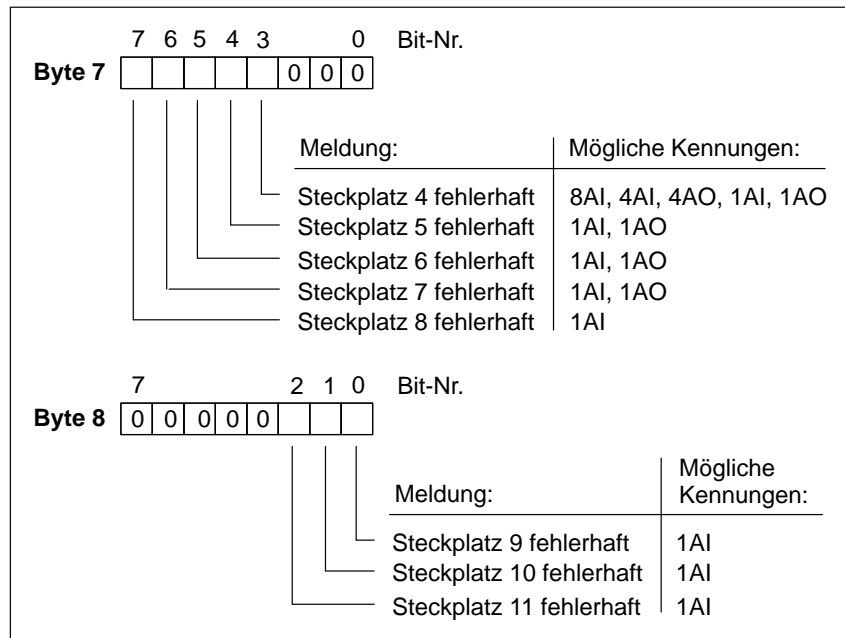 7 6 5 4 3 0 Bit-Nr.
Byte 7 0 0 0
Meldung: Mögliche Kennungen:
Steckplatz 4 fehlerhaft 8AI, 4AI, 4AO, 1AI, 1AO
Steckplatz 5 fehlerhaft 1AI, 1AO
Steckplatz 6 fehlerhaft 1AI, 1AO
Steckplatz 7 fehlerhaft 1AI, 1AO
Steckplatz 8 fehlerhaft 1AI
7 2 1 0 Bit-Nr.
Byte 8 0 0 0 0 0
Mögliche
Meldung: Kennungen:
Steckplatz 9 fehlerhaft 1AI
Steckplatz 10 fehlerhaft 1AI
Steckplatz 11 fehlerhaft 1AI